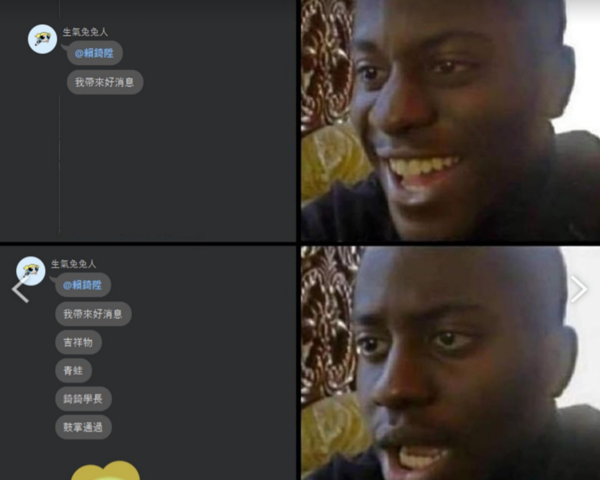 生氣兔兔人
@賴錡陞
我帶來好消息
生氣兔兔人
@賴錡陞
我帶來好消息
吉祥物
青蛙
錡錡學長
鼓掌通過